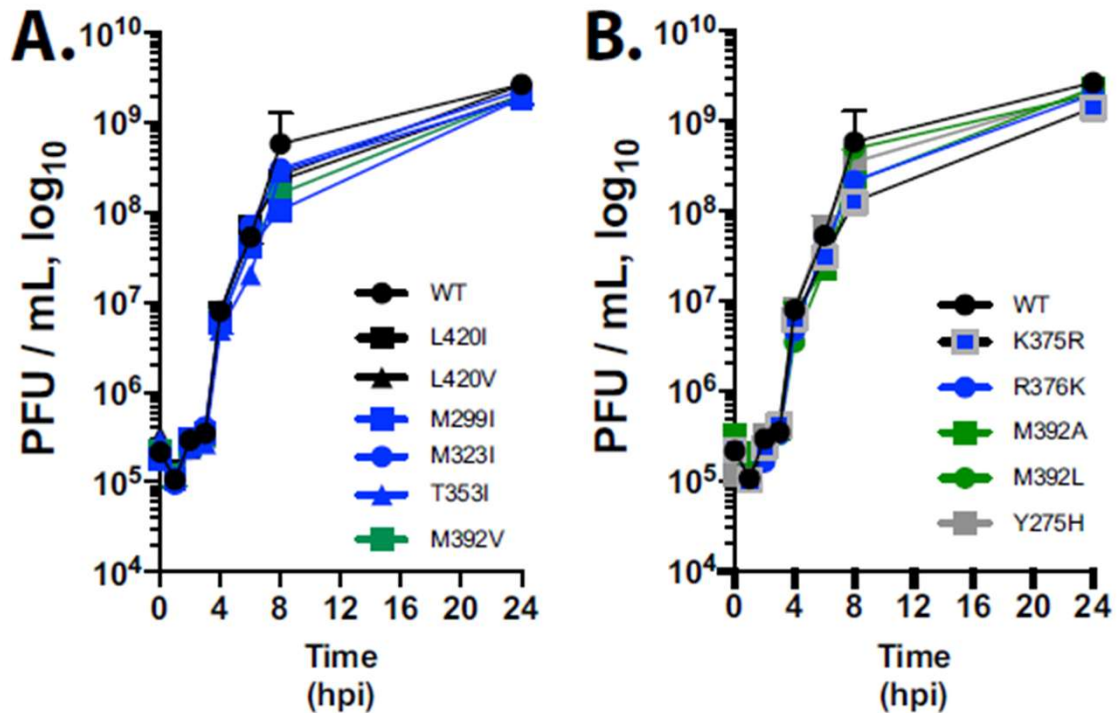 A.
PFU / mL, log10
10^10
10^9
10^8
10^7
10^6
10^5
10^4
0 4 8 12 16 20 24
Time
(hpi)
WT
L420I
L420V
M299I
M323I
T353I
M392V
B.
PFU / mL, log10
10^10
10^9
10^8
10^7
10^6
10^5
10^4
0 4 8 12 16 20 24
Time
(hpi)
WT
K375R
R376K
M392A
M392L
Y275H